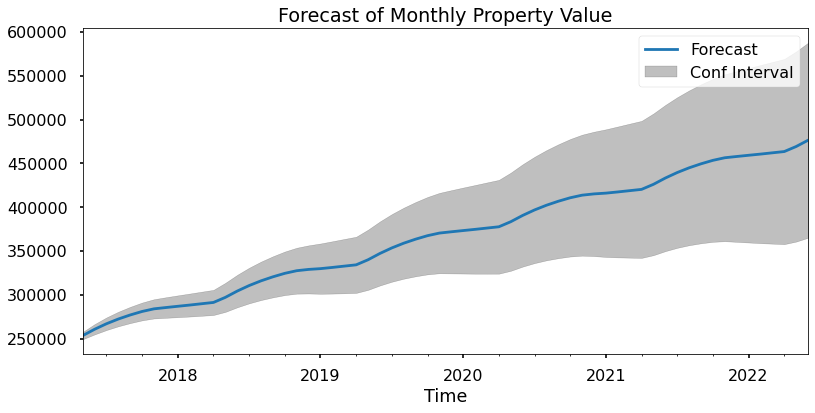 Forecast of Monthly Property Value
600000
550000
500000
450000
400000
350000
300000
250000
Forecast
Conf Interval
2018 2019 2020 2021 2022
Time